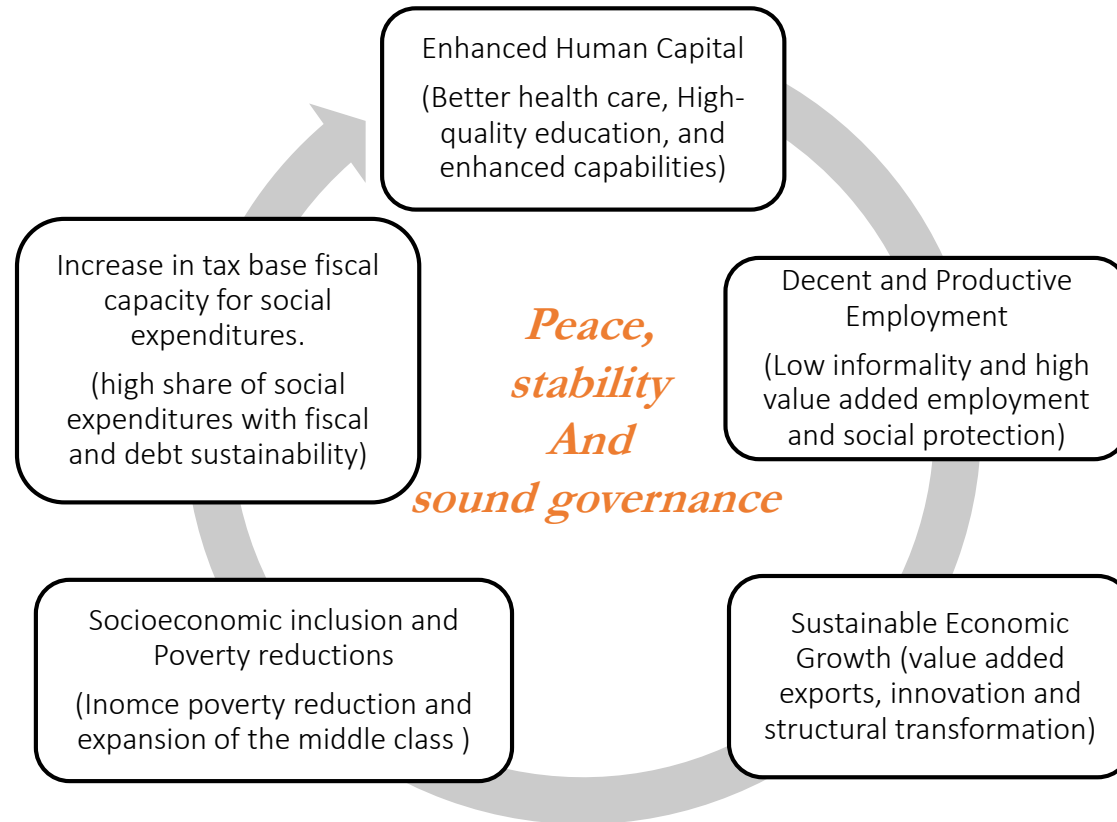 Enhanced Human Capital
(Better health care, High-
quality education, and
enhanced capabilities)
Decent and Productive
Employment
(Low informality and high
value added employment
and social protection)
Sustainable Economic
Growth (value added
exports, innovation and
structural transformation)
Socioeconomic inclusion and
Poverty reductions
(Inomce poverty reduction and
expansion of the middle class )
Increase in tax base fiscal
capacity for social
expenditures.
(high share of social
expenditures with fiscal
and debt sustainability)
Peace,
stability
And
sound governance